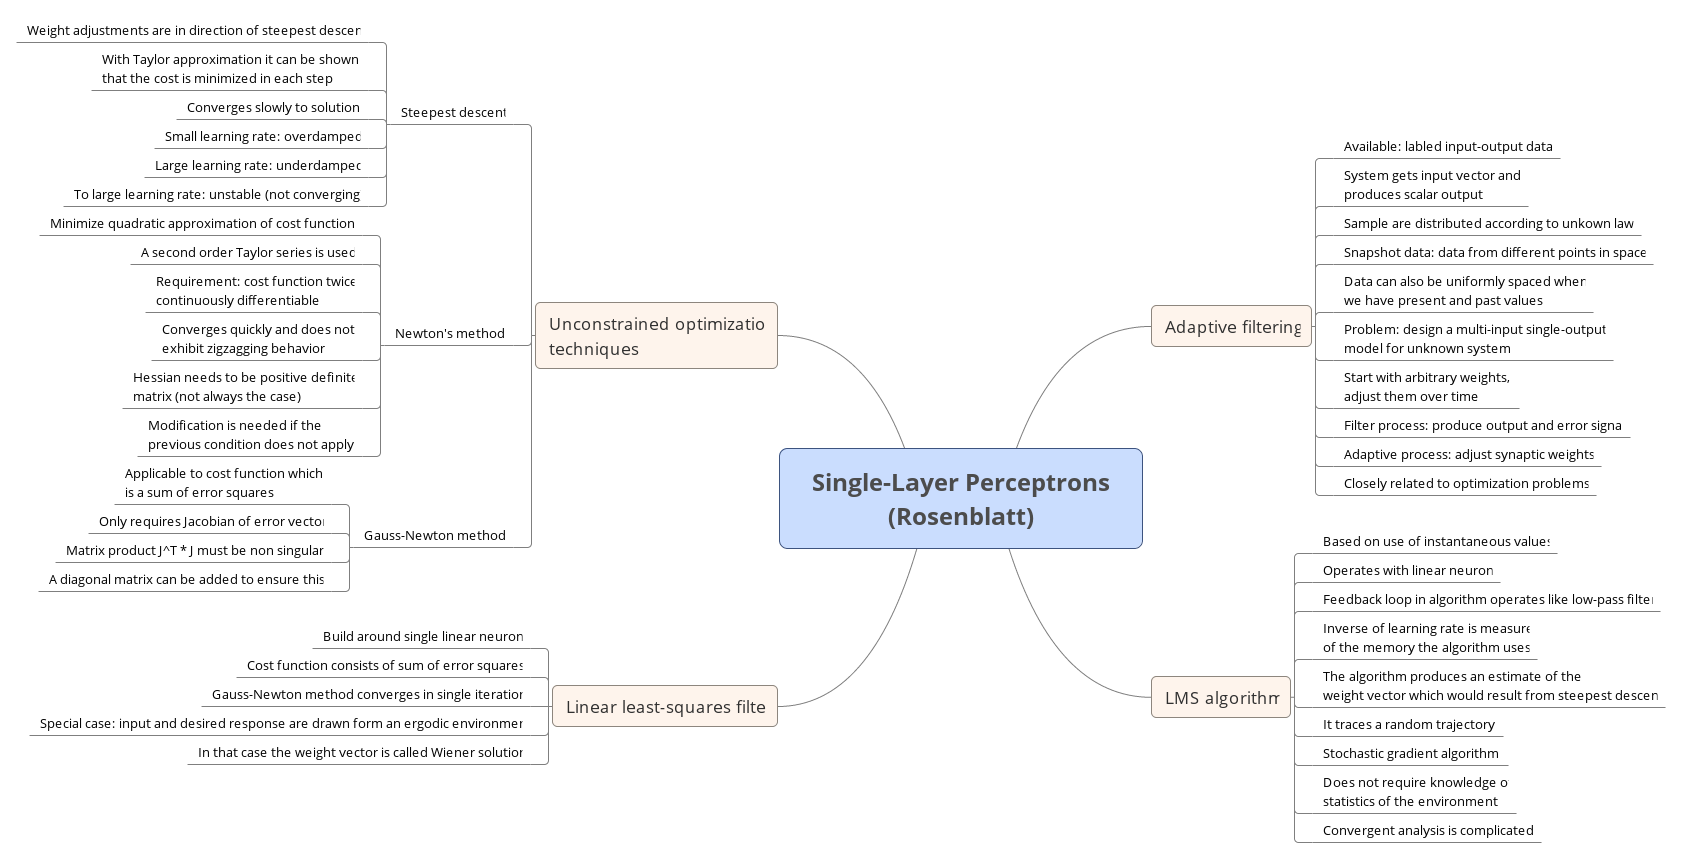 Single-Layer Perceptrons
(Rosenblatt)
Unconstrained optimizatio
techniques
Steepest descent
Weight adjustments are in direction of steepest descen
With Taylor approximation it can be shown
that the cost is minimized in each step
Converges slowly to solution
Small learning rate: overdamped
Large learning rate: underdamped
To large learning rate: unstable (not converging
Newton's method
Minimize quadratic approximation of cost function
A second order Taylor series is used
Requirement: cost function twice
continuously differentiable
Converges quickly and does not
exhibit zigzagging behavior
Hessian needs to be positive definite
matrix (not always the case)
Modification is needed if the
previous condition does not apply
Gauss-Newton method
Applicable to cost function which
is a sum of error squares
Only requires Jacobian of error vector
Matrix product J^T * J must be non singular
A diagonal matrix can be added to ensure this
Linear least-squares filte
Build around single linear neuron
Cost function consists of sum of error squares
Gauss-Newton method converges in single iteration
Special case: input and desired response are drawn form an ergodic environmen
In that case the weight vector is called Wiener solution
Adaptive filtering
Available: labled input-output data
System gets input vector and
produces scalar output
Sample are distributed according to unkown law
Snapshot data: data from different points in space
Data can also be uniformly spaced when
we have present and past values
Problem: design a multi-input single-output
model for unknown system
Start with arbitrary weights,
adjust them over time
Filter process: produce output and error signa
Adaptive process: adjust synaptic weights
Closely related to optimization problems
LMS algorithm
Based on use of instantaneous values
Operates with linear neuron
Feedback loop in algorithm operates like low-pass filter
Inverse of learning rate is measure
of the memory the algorithm uses
The algorithm produces an estimate of the
weight vector which would result from steepest descen
It traces a random trajectory
Stochastic gradient algorithm
Does not require knowledge o
statistics of the environment
Convergent analysis is complicated